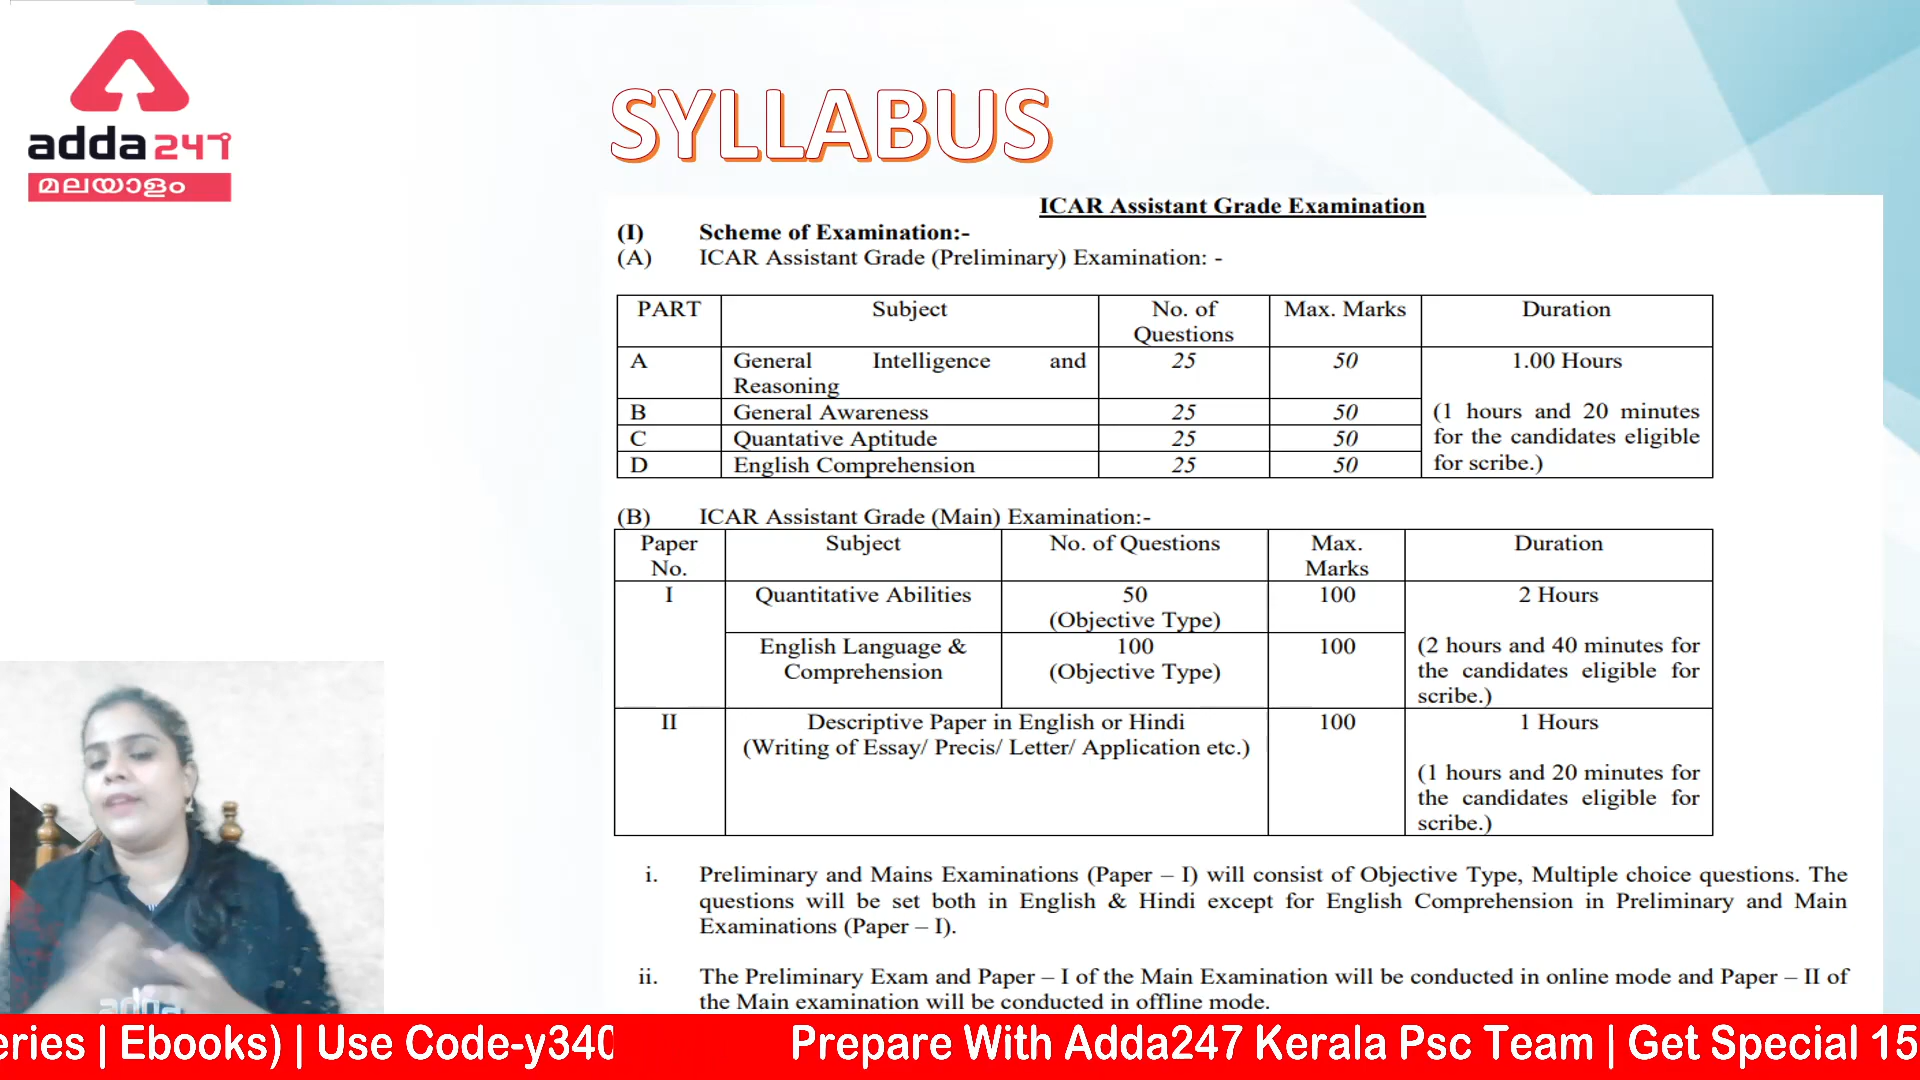 adda247
മലയാളം
SYLLABUS
ICAR Assistant Grade Examination
(I) Scheme of Examination:-
(A) ICAR Assistant Grade (Preliminary) Examination: -
PART Subject No. of Questions Max. Marks Duration
A General Intelligence and Reasoning 25 50 1.00 Hours
B General Awareness 25 50 (1 hours and 20 minutes
C Quantative Aptitude 25 50 for the candidates eligible
D English Comprehension 25 50 for scribe.)
(B) ICAR Assistant Grade (Main) Examination:-
Paper No. Subject No. of Questions Max. Marks Duration
I Quantitative Abilities 50 (Objective Type) 100 2 Hours
English Language & Comprehension 100 (Objective Type) 100 (2 hours and 40 minutes for the candidates eligible for scribe.)
II Descriptive Paper in English or Hindi 100 1 Hours
(Writing of Essay/ Precis/ Letter/ Application etc.)
(1 hours and 20 minutes for
the candidates eligible for
scribe.)
i. Preliminary and Mains Examinations (Paper – I) will consist of Objective Type, Multiple choice questions. The
questions will be set both in English & Hindi except for English Comprehension in Preliminary and Main
Examinations (Paper – I).
ii. The Preliminary Exam and Paper – I of the Main Examination will be conducted in online mode and Paper – II of
the Main examination will be conducted in offline mode.
adda
eries | Ebooks) | Use Code-y340 Prepare With Adda247 Kerala Psc Team | Get Special 15